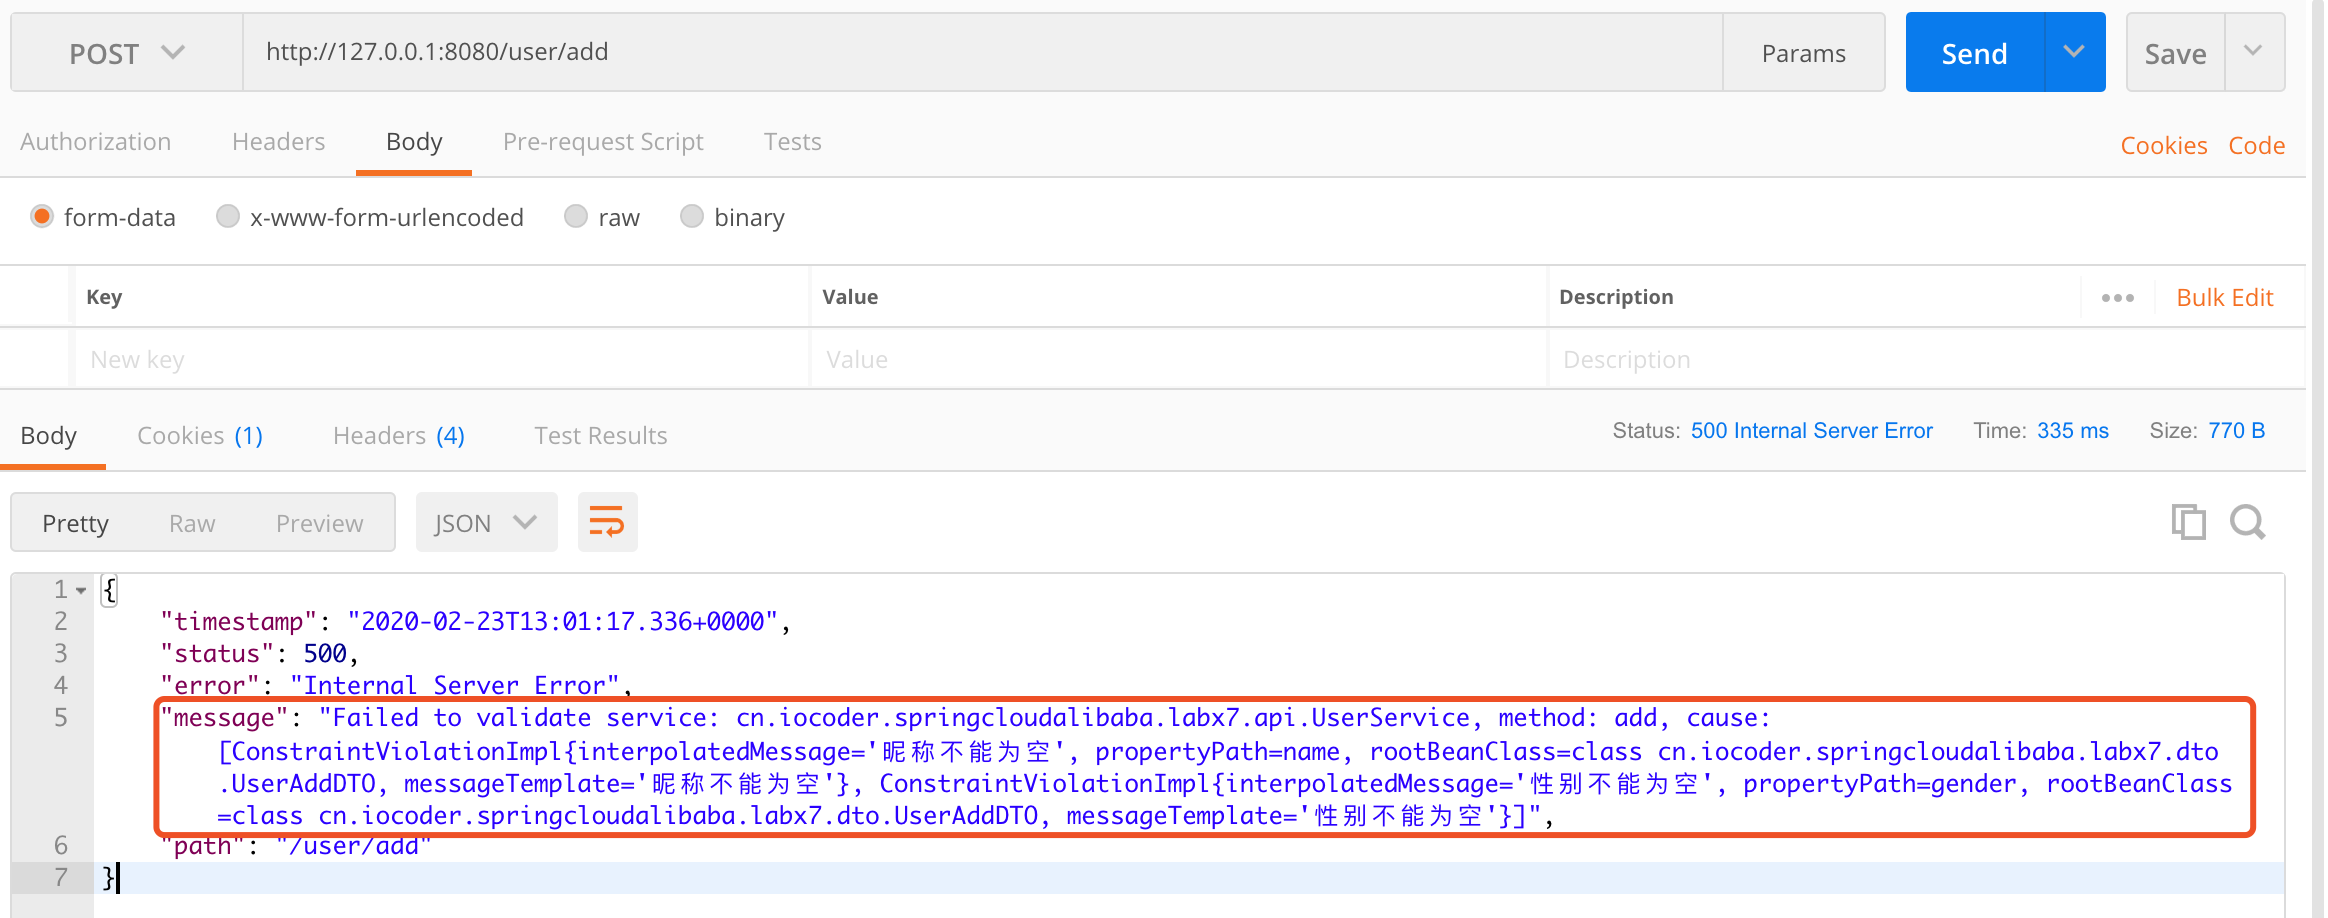 POST http://127.0.0.1:8080/user/add Params Send Save
Authorization Headers Body Pre-request Script Tests Cookies Code
form-data x-www-form-urlencoded raw binary
Key Value Description ••• Bulk Edit
New key Value Description
Body Cookies (1) Headers (4) Test Results Status: 500 Internal Server Error Time: 335 ms Size: 770 B
Pretty Raw Preview JSON
1 {
2 "timestamp": "2020-02-23T13:01:17.336+0000",
3 "status": 500,
4 "error": "Internal Server Error",
5 "message": "Failed to validate service: cn.iocoder.springcloudalibaba.labx7.api.UserService, method: add, cause:
[ConstraintViolationImpl{interpolatedMessage='昵称不能为空', propertyPath=name, rootBeanClass=class cn.iocoder.springcloudalibaba.labx7.dto
.UserAddDTO, messageTemplate='昵称不能为空'}, ConstraintViolationImpl{interpolatedMessage='性别不能为空', propertyPath=gender, rootBeanClass
=class cn.iocoder.springcloudalibaba.labx7.dto.UserAddDTO, messageTemplate='性别不能为空'}]",
6 "path": "/user/add"
7 }